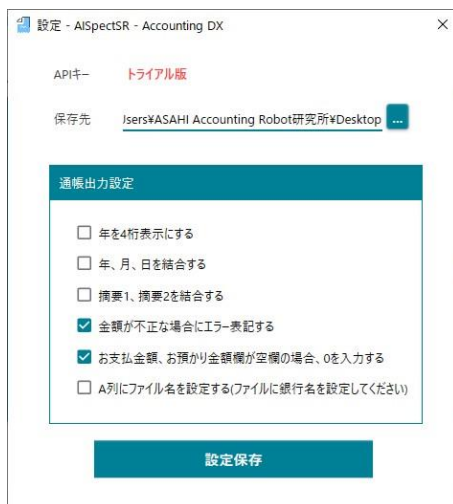 設定 - AISpectSR - Accounting DX
APIキー トライアル版
保存先 Jsers¥ASAHI Accounting Robot研究所¥Desktop ...
通帳出力設定
年を4桁表示にする
年、月、日を結合する
摘要1、摘要2を結合する
金額が不正な場合にエラー表記する
お支払金額、お預かり金額欄が空欄の場合、0を入力する
A列にファイル名を設定する(ファイルに銀行名を設定してください)
設定保存